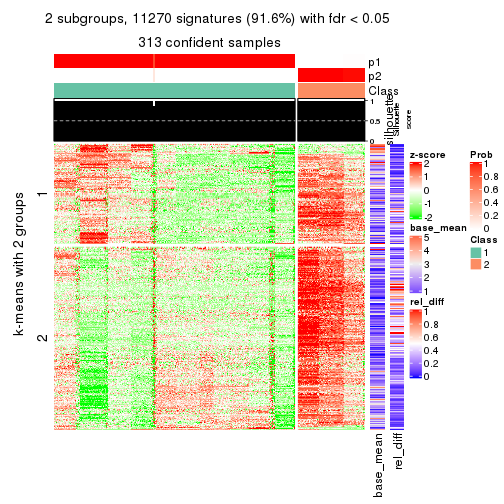 2 subgroups, 11270 signatures (91.6%) with fdr < 0.05
313 confident samples
p1
p2
Class
silhouette
Silhouette
score
1
0.5
0
k-means with 2 groups
1
2
base_mean
rel_diff
z-score
2
1
0
-1
-2
base_mean
5
4
3
2
1
rel_diff
1
0.8
0.6
0.4
0.2
0
Prob
1
0.8
0.6
0.4
0.2
0
Class
1
2